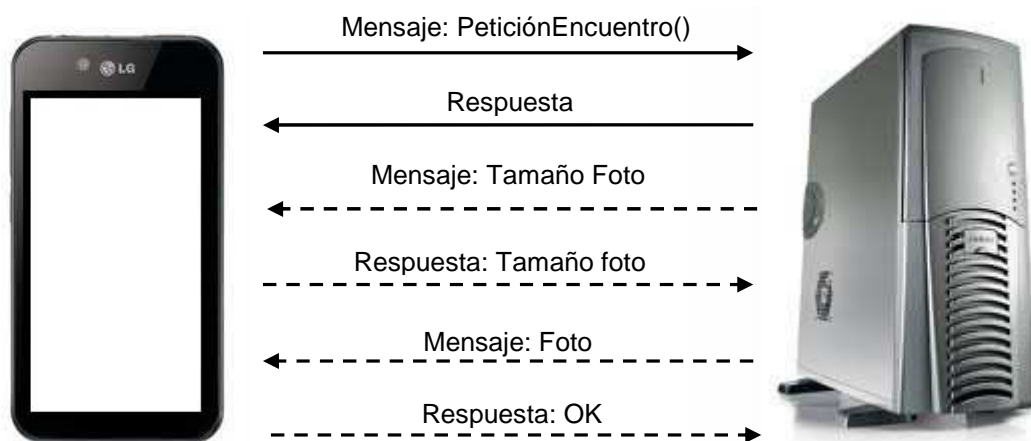 Mensaje: PeticiónEncuentro()
LG
Respuesta
Mensaje: Tamaño Foto
Respuesta: Tamaño foto
Mensaje: Foto
Respuesta: OK